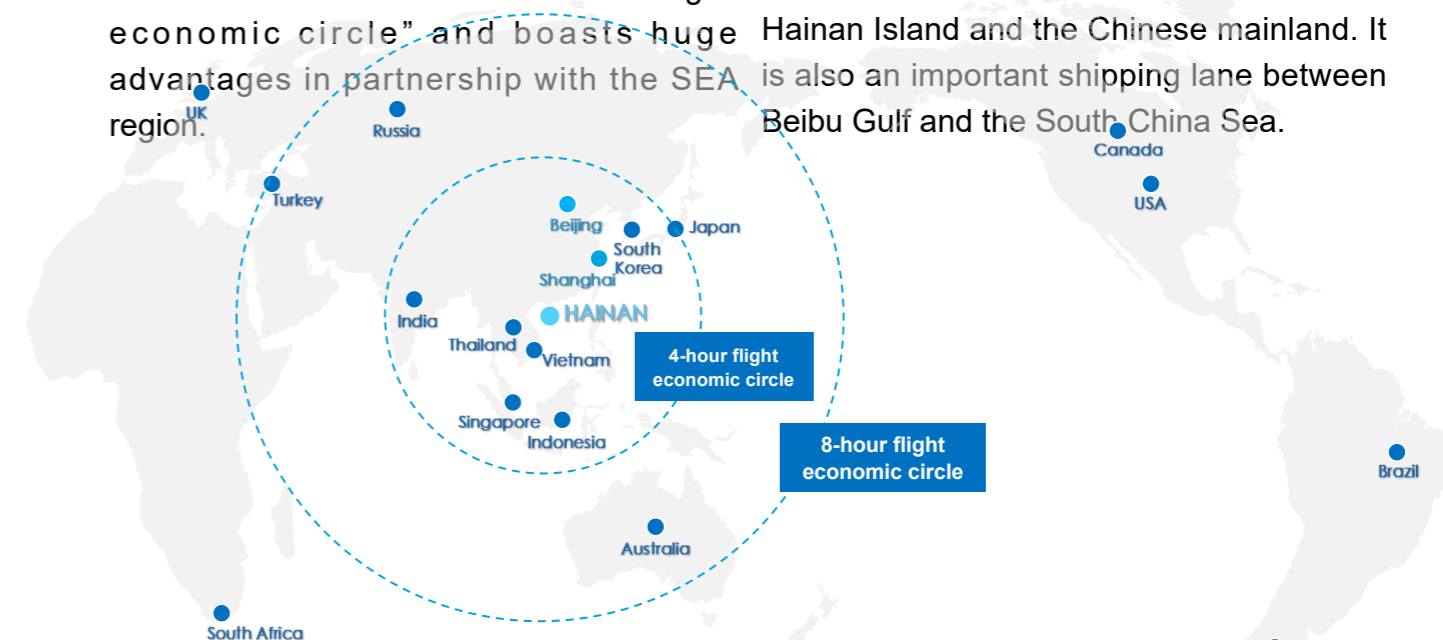 economic circle” and boasts huge
advantages in partnership with the SEA
region.
Hainan Island and the Chinese mainland. It
is also an important shipping lane between
Beibu Gulf and the South China Sea.
UK
Russia
Canada
Turkey
USA
Beijing
Japan
South
Korea
Shanghai
India
HAINAN
Thailand
Vietnam
4-hour flight
economic circle
Singapore
Indonesia
8-hour flight
economic circle
Brazil
Australia
South Africa